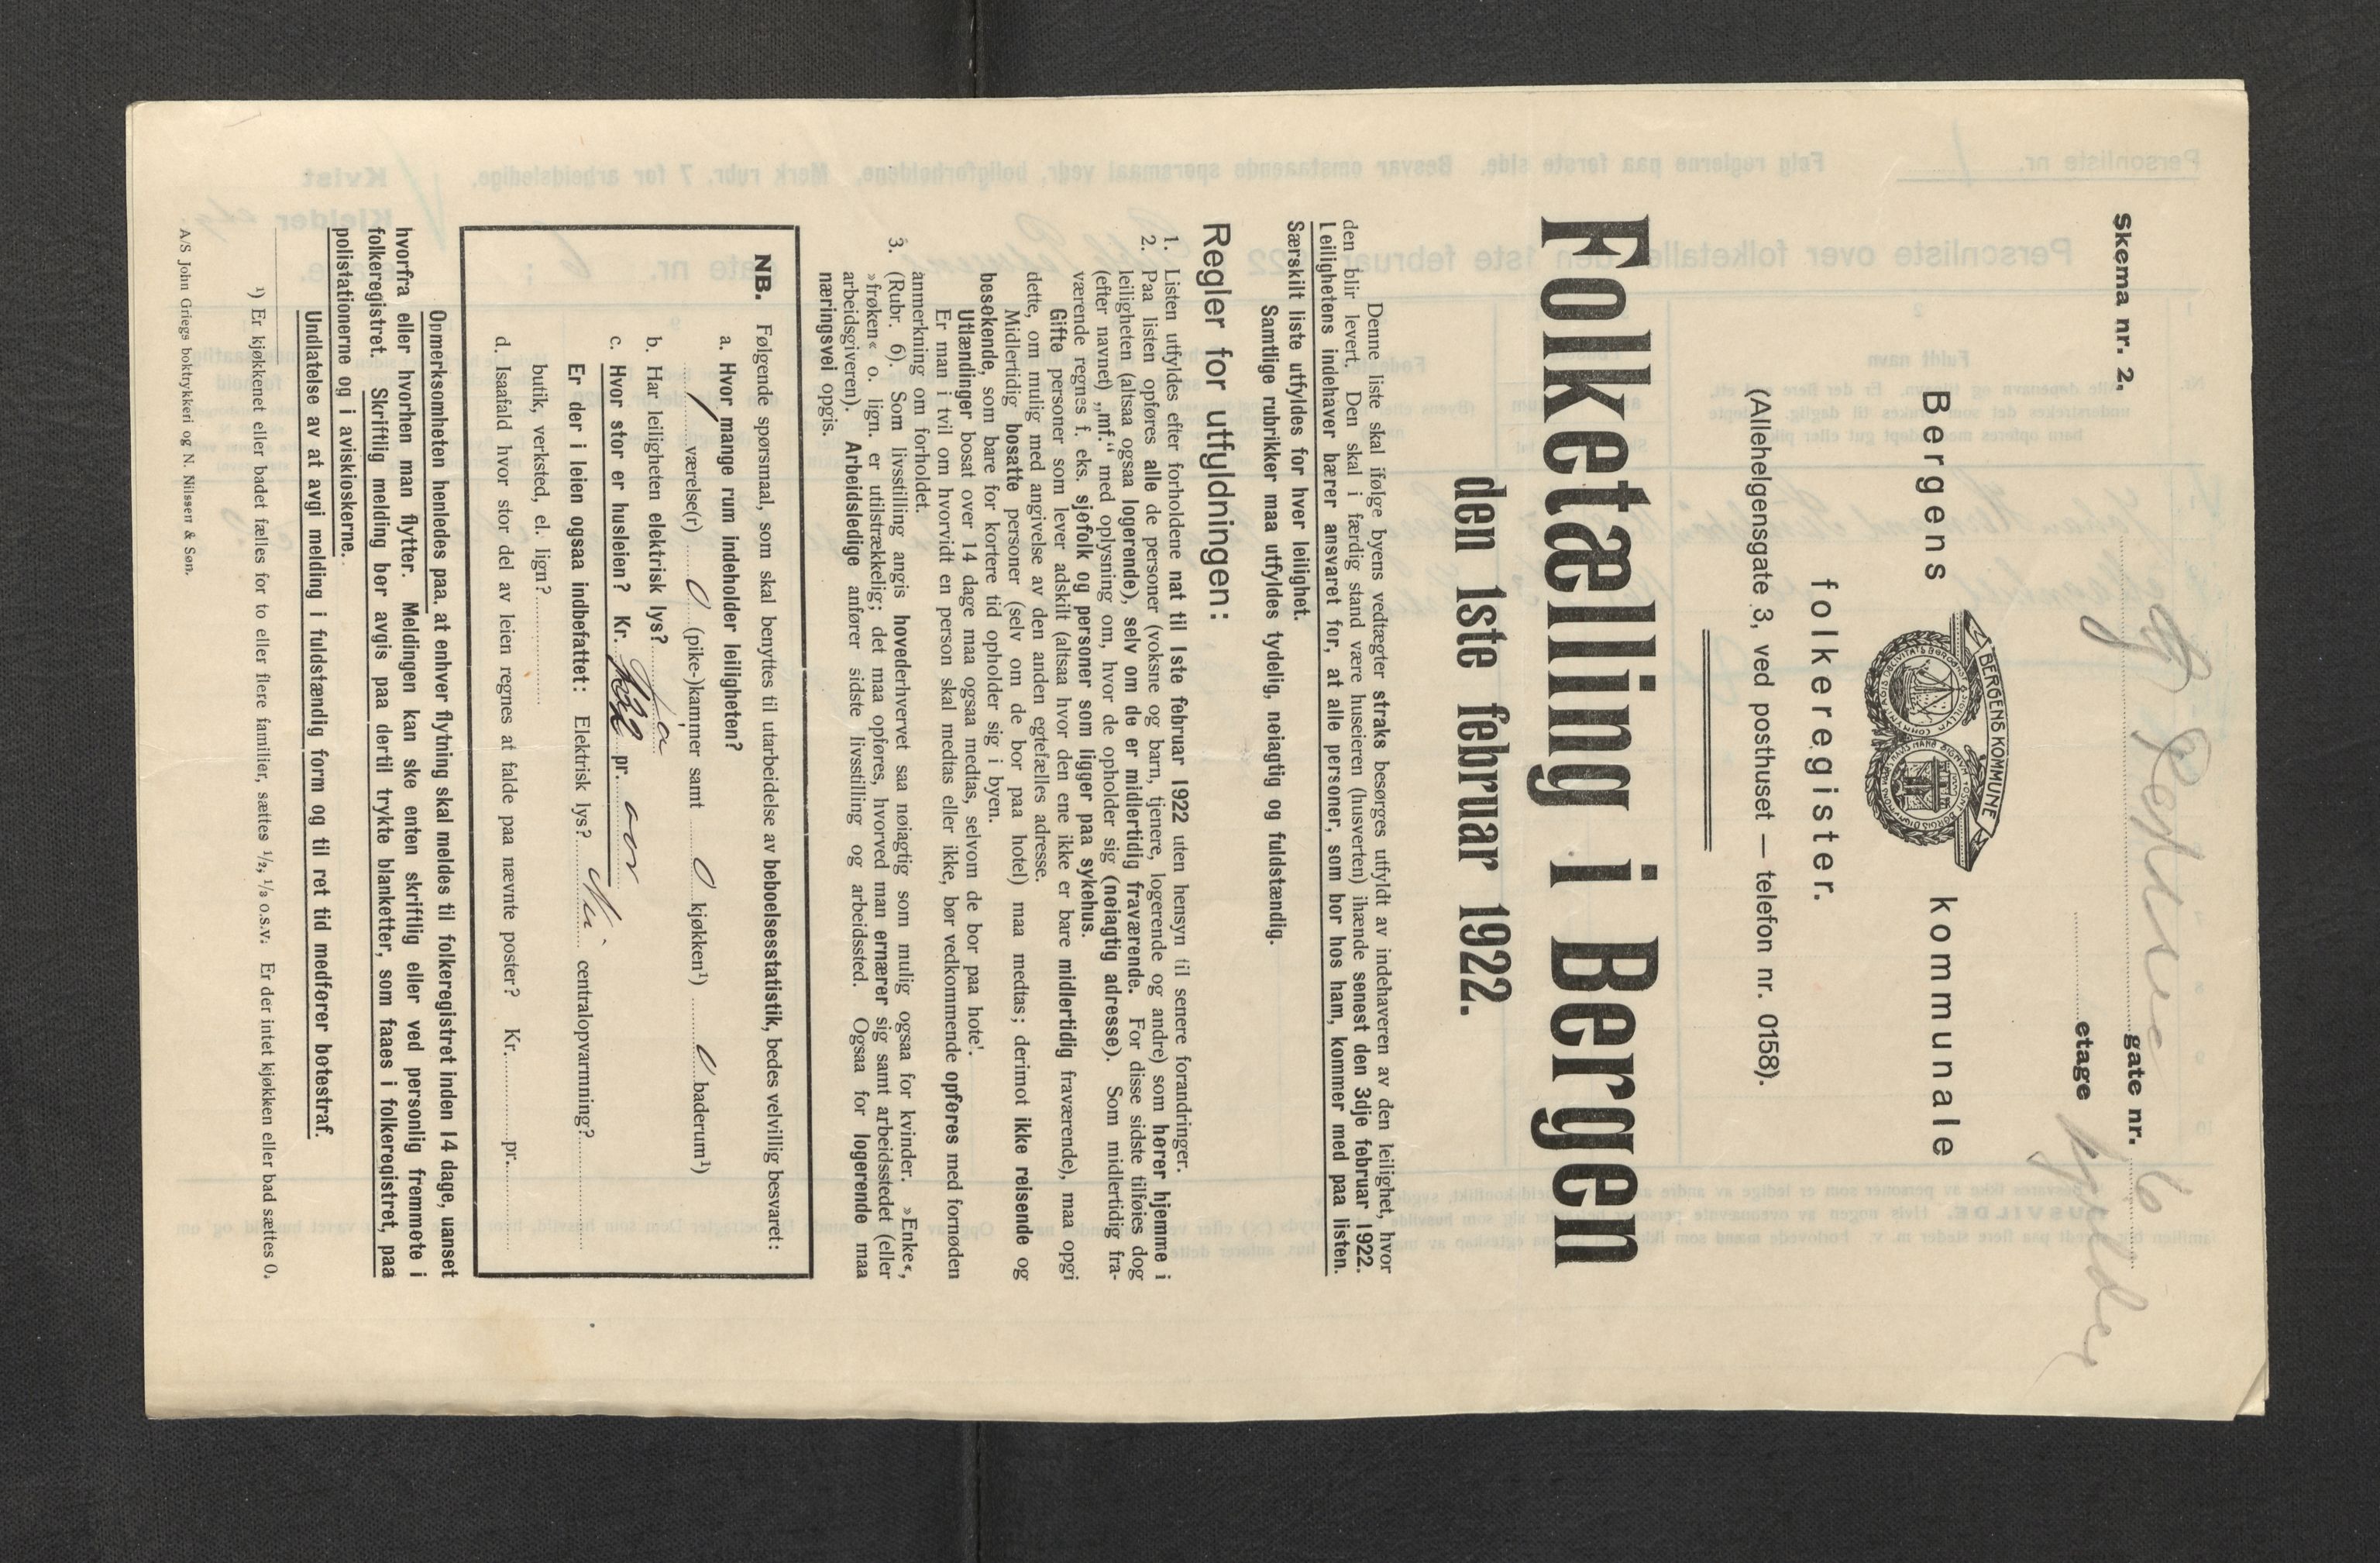 Skema nr. 2.
gate nr. 6
etage kjelder
BERGENS KOMMUNE
Bergens kommunale
folkeregister.
(Allehelgensgate 3, ved posthuset — telefon nr. 0158).
Folketælling i Bergen
den 1ste februar 1922.
Denne liste skal ifølge byens vedtægter straks besørges utfyldt av indehaveren av den leilighet, hvor
den blir levert. Den skal i færdig stand være huseieren (husverten) ihænde senest den 3dje februar 1922.
Leilighetens indehaver bærer ansvaret for, at alle personer, som bor hos ham, kommer med paa listen.
Særskilt liste utfyldes for hver leilighet.
Samtlige rubrikker maa utfyldes tydelig, nøiagtig og fuldstændig.
Regler for utfyldningen:
1. Listen utfyldes efter forholdene nat til 1ste februar 1922 uten hensyn til senere forandringer.
2. Paa listen opføres alle de personer (voksne og barn, tjenere, logerende og andre) som hører hjemme i
leiligheten (altsaa ogsaa logerende), selv om de er midlertidig fraværende. For disse sidste tilføies dog
(efter navnet) „mf.“ med oplysning om, hvor de opholder sig (nøiagtig adresse). Som midlertidig fra-
værende regnes f. eks. sjøfolk og personer som ligger paa sykehus.
Gifte personer som lever adskilt (altsaa hvor den ene ikke er bare midlertidig fraværende), maa opgi
dette, om mulig med angivelse av den anden egtefælles adresse.
Midlertidig bosatte personer (selv om de bor paa hotel) maa medtas; derimot ikke reisende og
besøkende, som bare for kortere tid opholder sig i byen.
Utlændinger bosat over 14 dage maa ogsaa medtas, selvom de bor paa hotel.
Er man i tvil om hvorvidt en person skal medtas eller ikke, bør vedkommende opføres med fornøden
anmerkning om forholdet.
3. (Rubr. 6). Som livsstilling angis hovederhvervet saa nøiagtig som mulig ogsaa for kvinder. »Enke«,
»frøken« o. lign. er utilstrækkelig; det maa opføres, hvorved man ernærer sig samt arbeidsstedet (eller
arbeidsgiveren). Arbeidsledige anfører sidste livsstilling og arbeidssted. Ogsaa for logerende maa
næringsvei opgis.
NB. Følgende spørsmaal, som skal benyttes til utarbeidelse av beboelsesstatistik, bedes velvillig besvaret:
a. Hvor mange rum indeholder leiligheten?
1 værelse(r) 0 (pike-)kammer samt 0 kjøkken¹) 0 baderum¹)
b. Har leiligheten elektrisk lys? Ja
c. Hvor stor er husleien? Kr. pr. aar
Er der i leien ogsaa indbefattet: Elektrisk lys? Nei. centralopvarmning?
butik, verksted, el. lign?
d. Isaafald hvor stor del av leien regnes at falde paa nævnte poster? Kr. pr.
Opmerksomheten henledes paa, at enhver flytning skal meldes til folkeregistret inden 14 dage, uanset
hvorfra eller hvorhen man flytter. Meldingen kan ske enten skriftlig eller ved personlig fremmøte i
folkeregistret. Skriftlig melding bør avgis paa dertil trykte blanketter, som faaes i folkeregistret, paa
polistationerne og i aviskioskerne.
Undlatelse av at avgi melding i fuldstændig form og til ret tid medfører bøtestraf.
¹) Er kjøkkenet eller badet fælles for to eller flere familier, sættes ¹/₂, ¹/₃ o.s.v. Er der intet kjøkken eller bad sættes 0.
A/S John Griegs boktrykkeri og N. Nilssen & Søn.